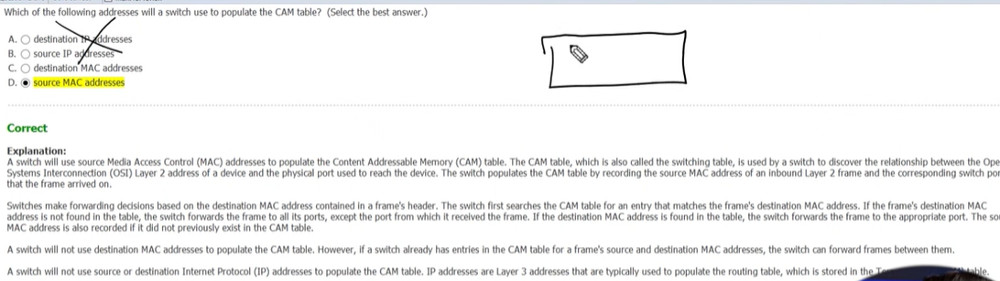 Which of the following addresses will a switch use to populate the CAM table? (Select the best answer.)
A. destination IP addresses
B. source IP addresses
C. destination MAC addresses
D. source MAC addresses
Correct
Explanation:
A switch will use source Media Access Control (MAC) addresses to populate the Content Addressable Memory (CAM) table. The CAM table, which is also called the switching table, is used by a switch to discover the relationship between the Ope
Systems Interconnection (OSI) Layer 2 address of a device and the physical port used to reach the device. The switch populates the CAM table by recording the source MAC address of an inbound Layer 2 frame and the corresponding switch por
that the frame arrived on.
Switches make forwarding decisions based on the destination MAC address contained in a frame's header. The switch first searches the CAM table for an entry that matches the frame's destination MAC address. If the frame's destination MAC
address is not found in the table, the switch forwards the frame to all its ports, except the port from which it received the frame. If the destination MAC address is found in the table, the switch forwards the frame to the appropriate port. The sou
MAC address is also recorded if it did not previously exist in the CAM table.
A switch will not use destination MAC addresses to populate the CAM table. However, if a switch already has entries in the CAM table for a frame's source and destination MAC addresses, the switch can forward frames between them.
A switch will not use source or destination Internet Protocol (IP) addresses to populate the CAM table. IP addresses are Layer 3 addresses that are typically used to populate the routing table, which is stored in the